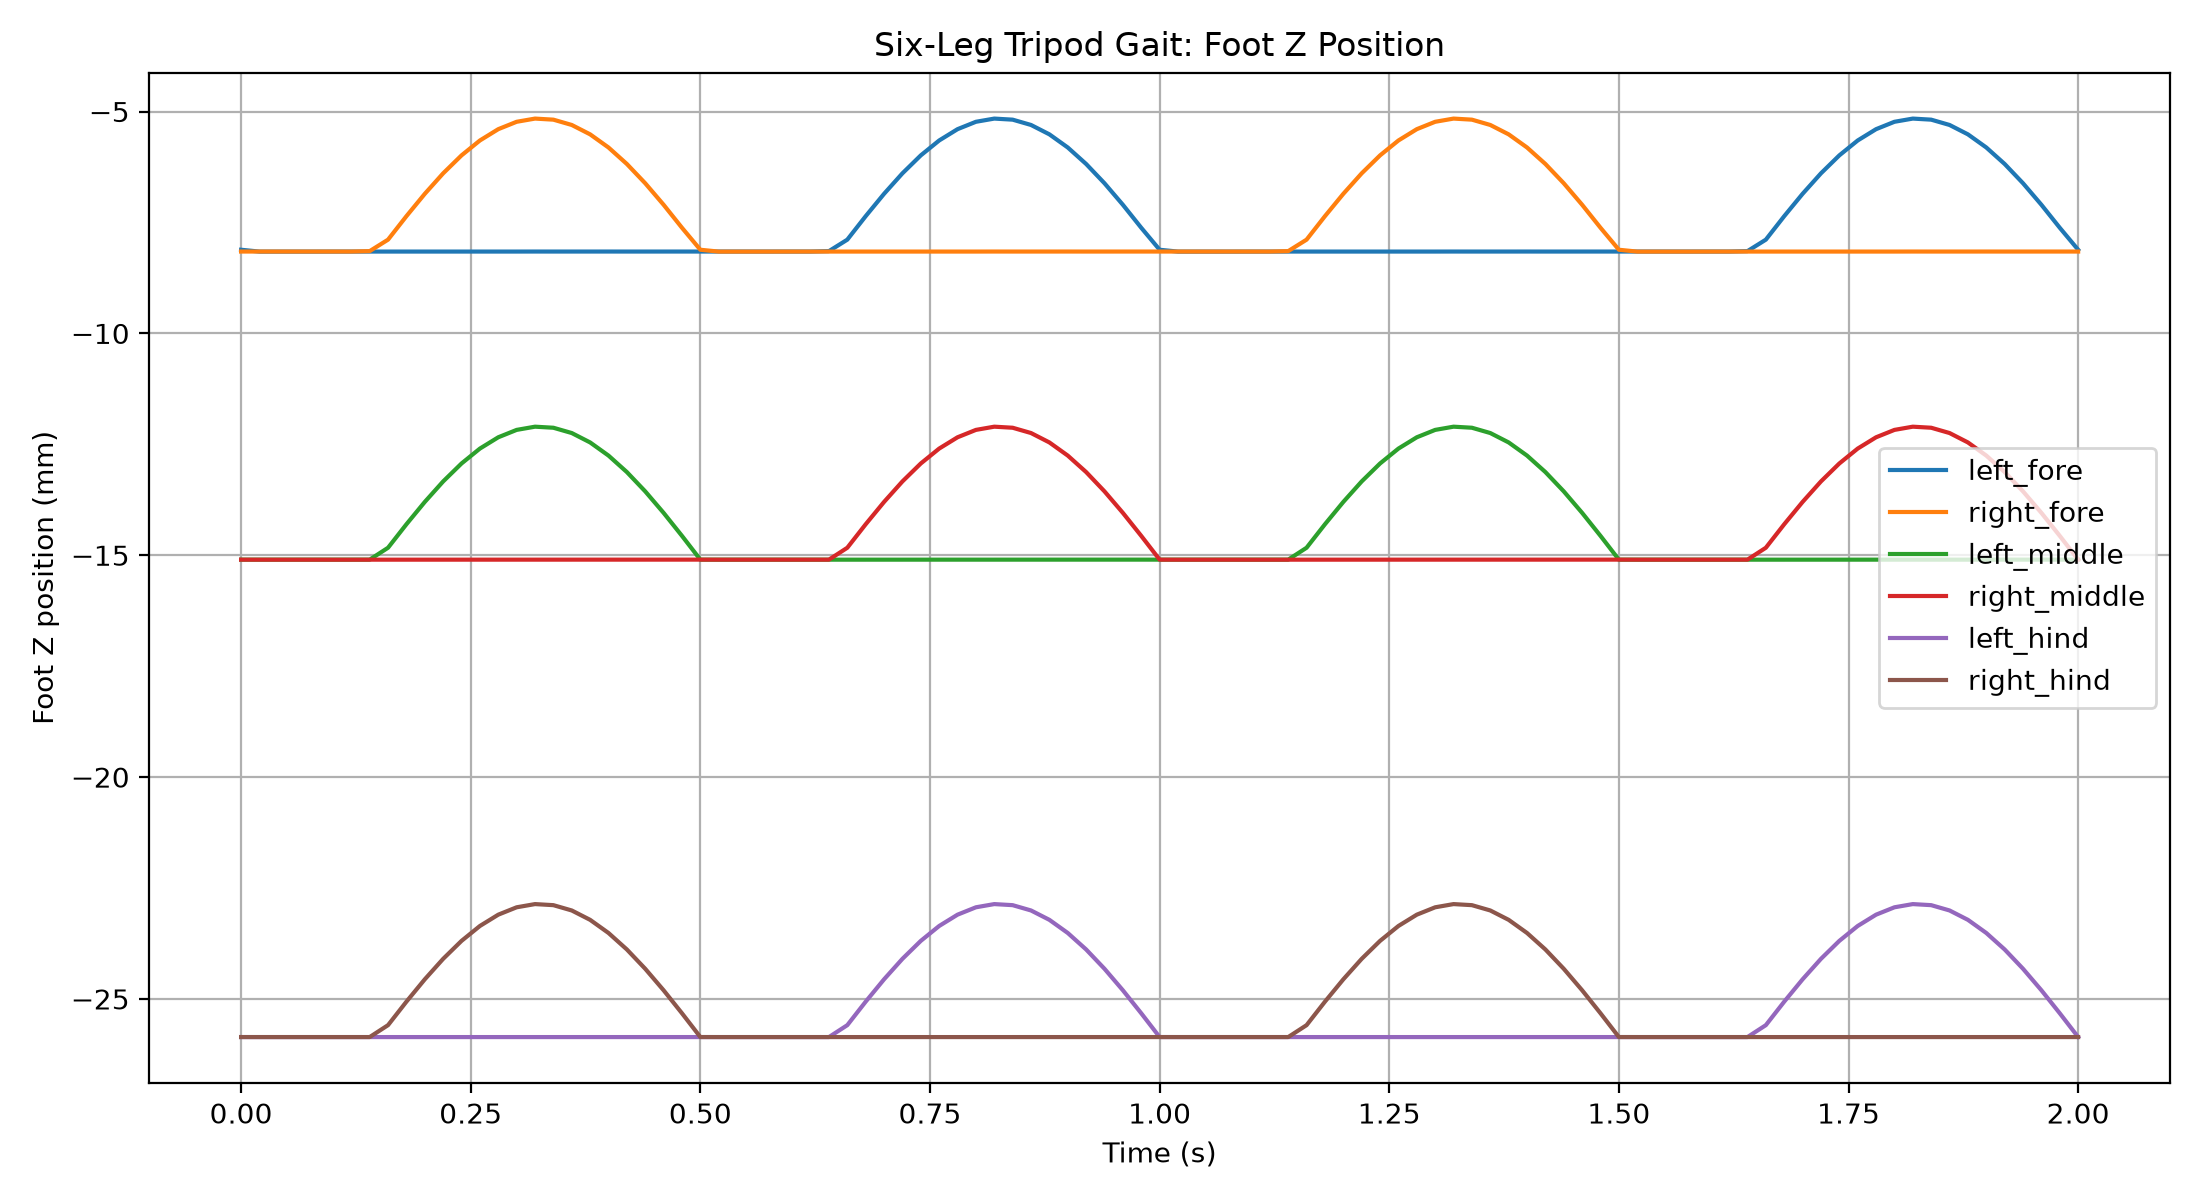 Six-Leg Tripod Gait: Foot Z Position
−5
−10
−15
−20
−25
Foot Z position (mm)
left_fore
right_fore
left_middle
right_middle
left_hind
right_hind
0.00 0.25 0.50 0.75 1.00 1.25 1.50 1.75 2.00
Time (s)